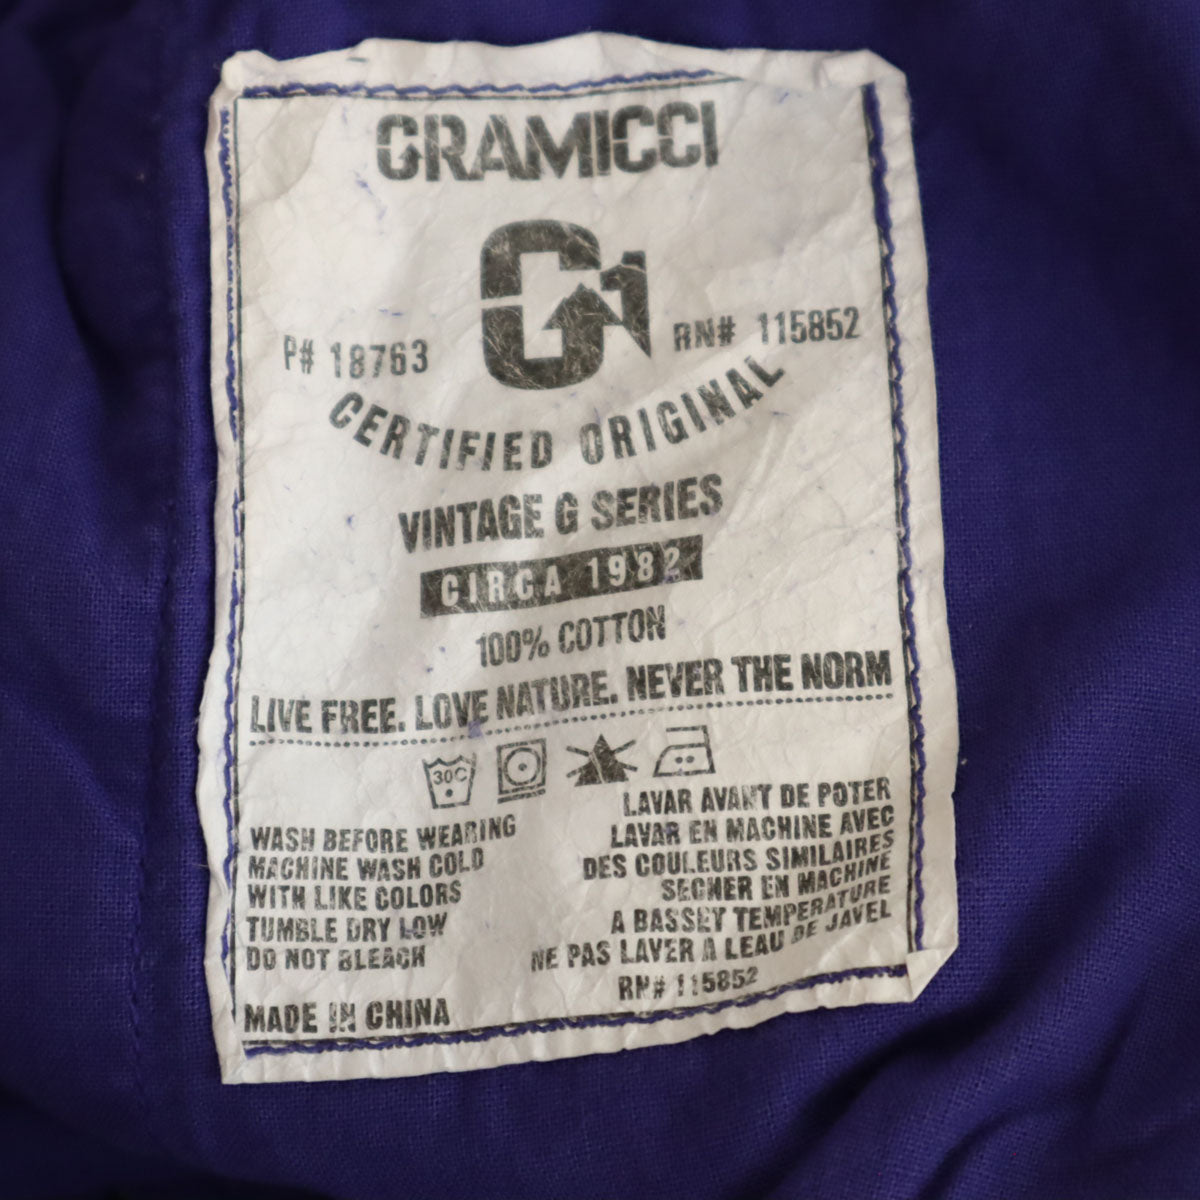 GRAMICCI
G1
P# 18763
RN# 115852
CERTIFIED ORIGINAL
VINTAGE G SERIES
CIRCA 1982
100% COTTON
LIVE FREE. LOVE NATURE. NEVER THE NORM
30C
WASH BEFORE WEARING
MACHINE WASH COLD
WITH LIKE COLORS
TUMBLE DRY LOW
DO NOT BLEACH
MADE IN CHINA
LAVAR AVANT DE POTER
LAVAR EN MACHINE AVEC
DES COULEURS SIMILAIRES
SECHER EN MACHINE
A BASSET TEMPERATURE
NE PAS LAVER A LEAU DE JAVEL
RN# 115852